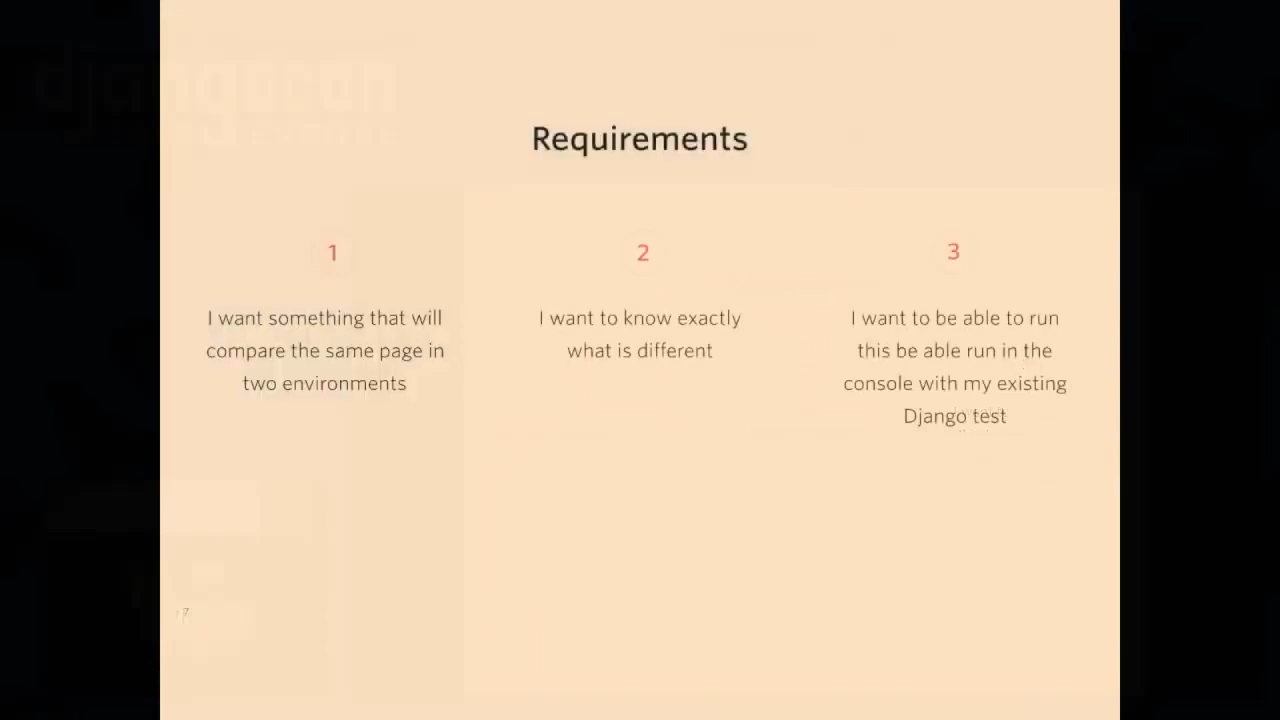 djangocon
Requirements
1
I want something that will
compare the same page in
two environments
2
I want to know exactly
what is different
3
I want to be able to run
this be able run in the
console with my existing
Django test
17